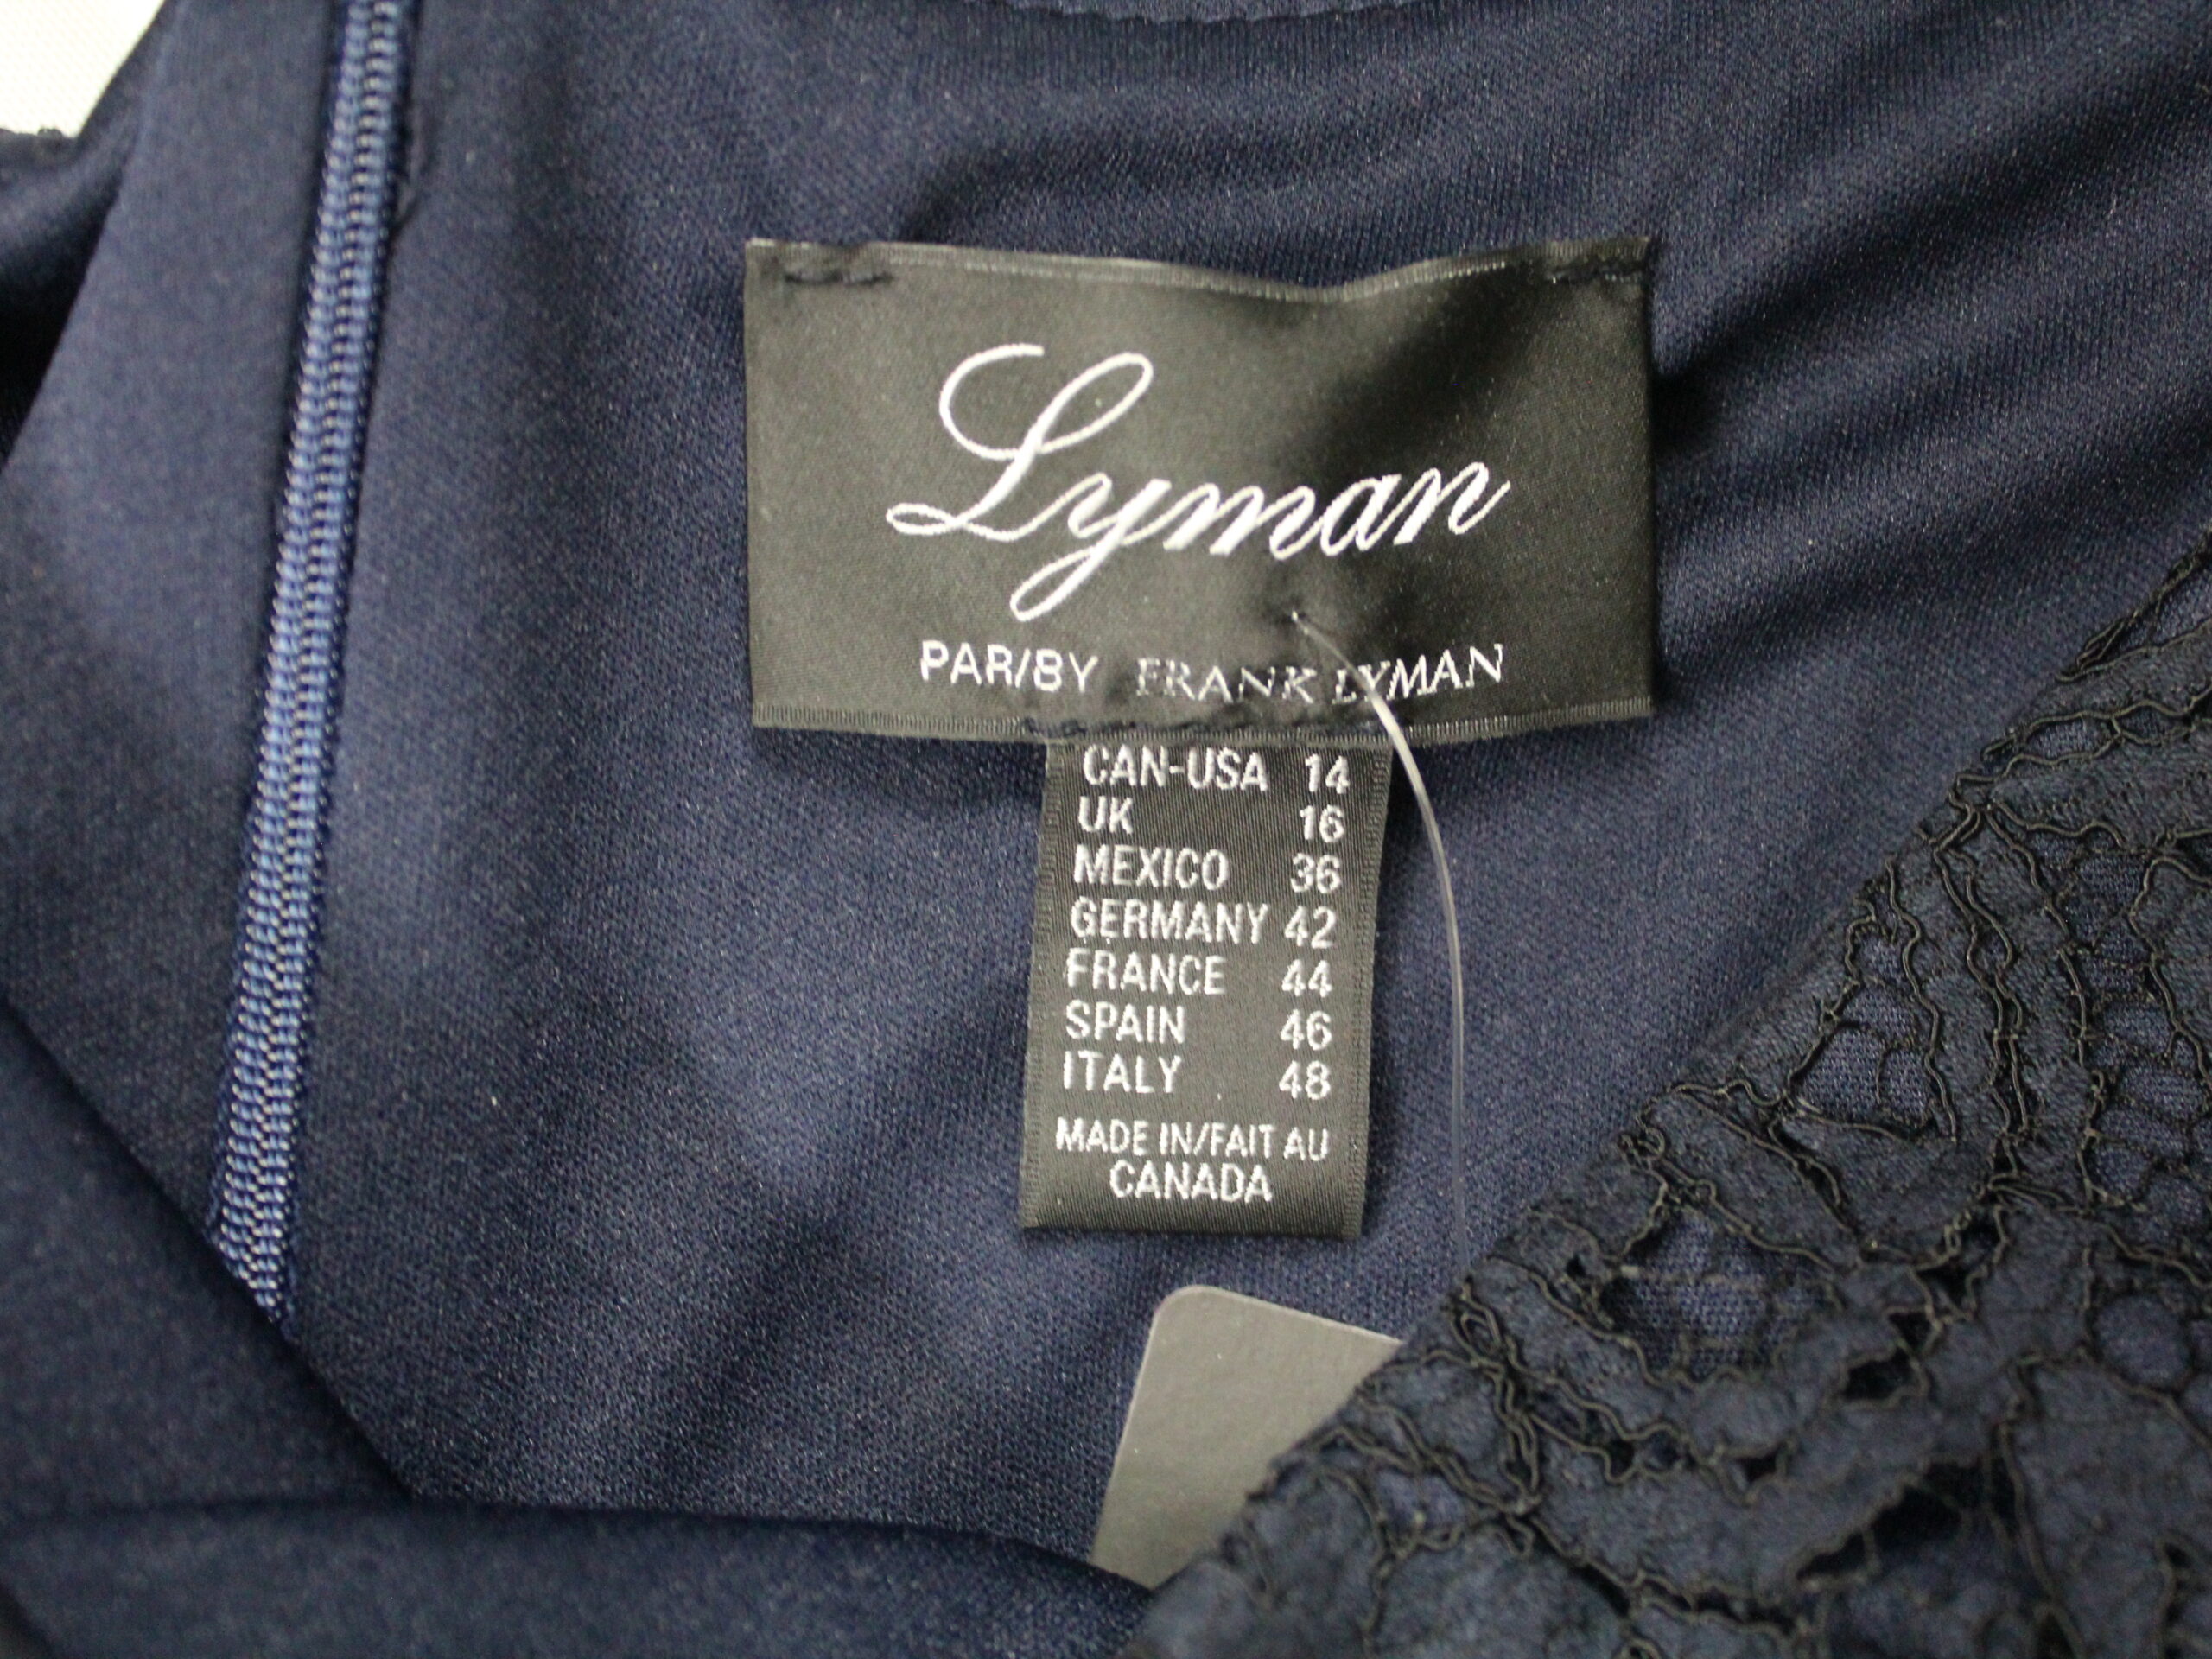 Lyman
PAR/BY FRANK LYMAN
CAN-USA 14
UK 16
MEXICO 36
GERMANY 42
FRANCE 44
SPAIN 46
ITALY 48
MADE IN/FAIT AU
CANADA